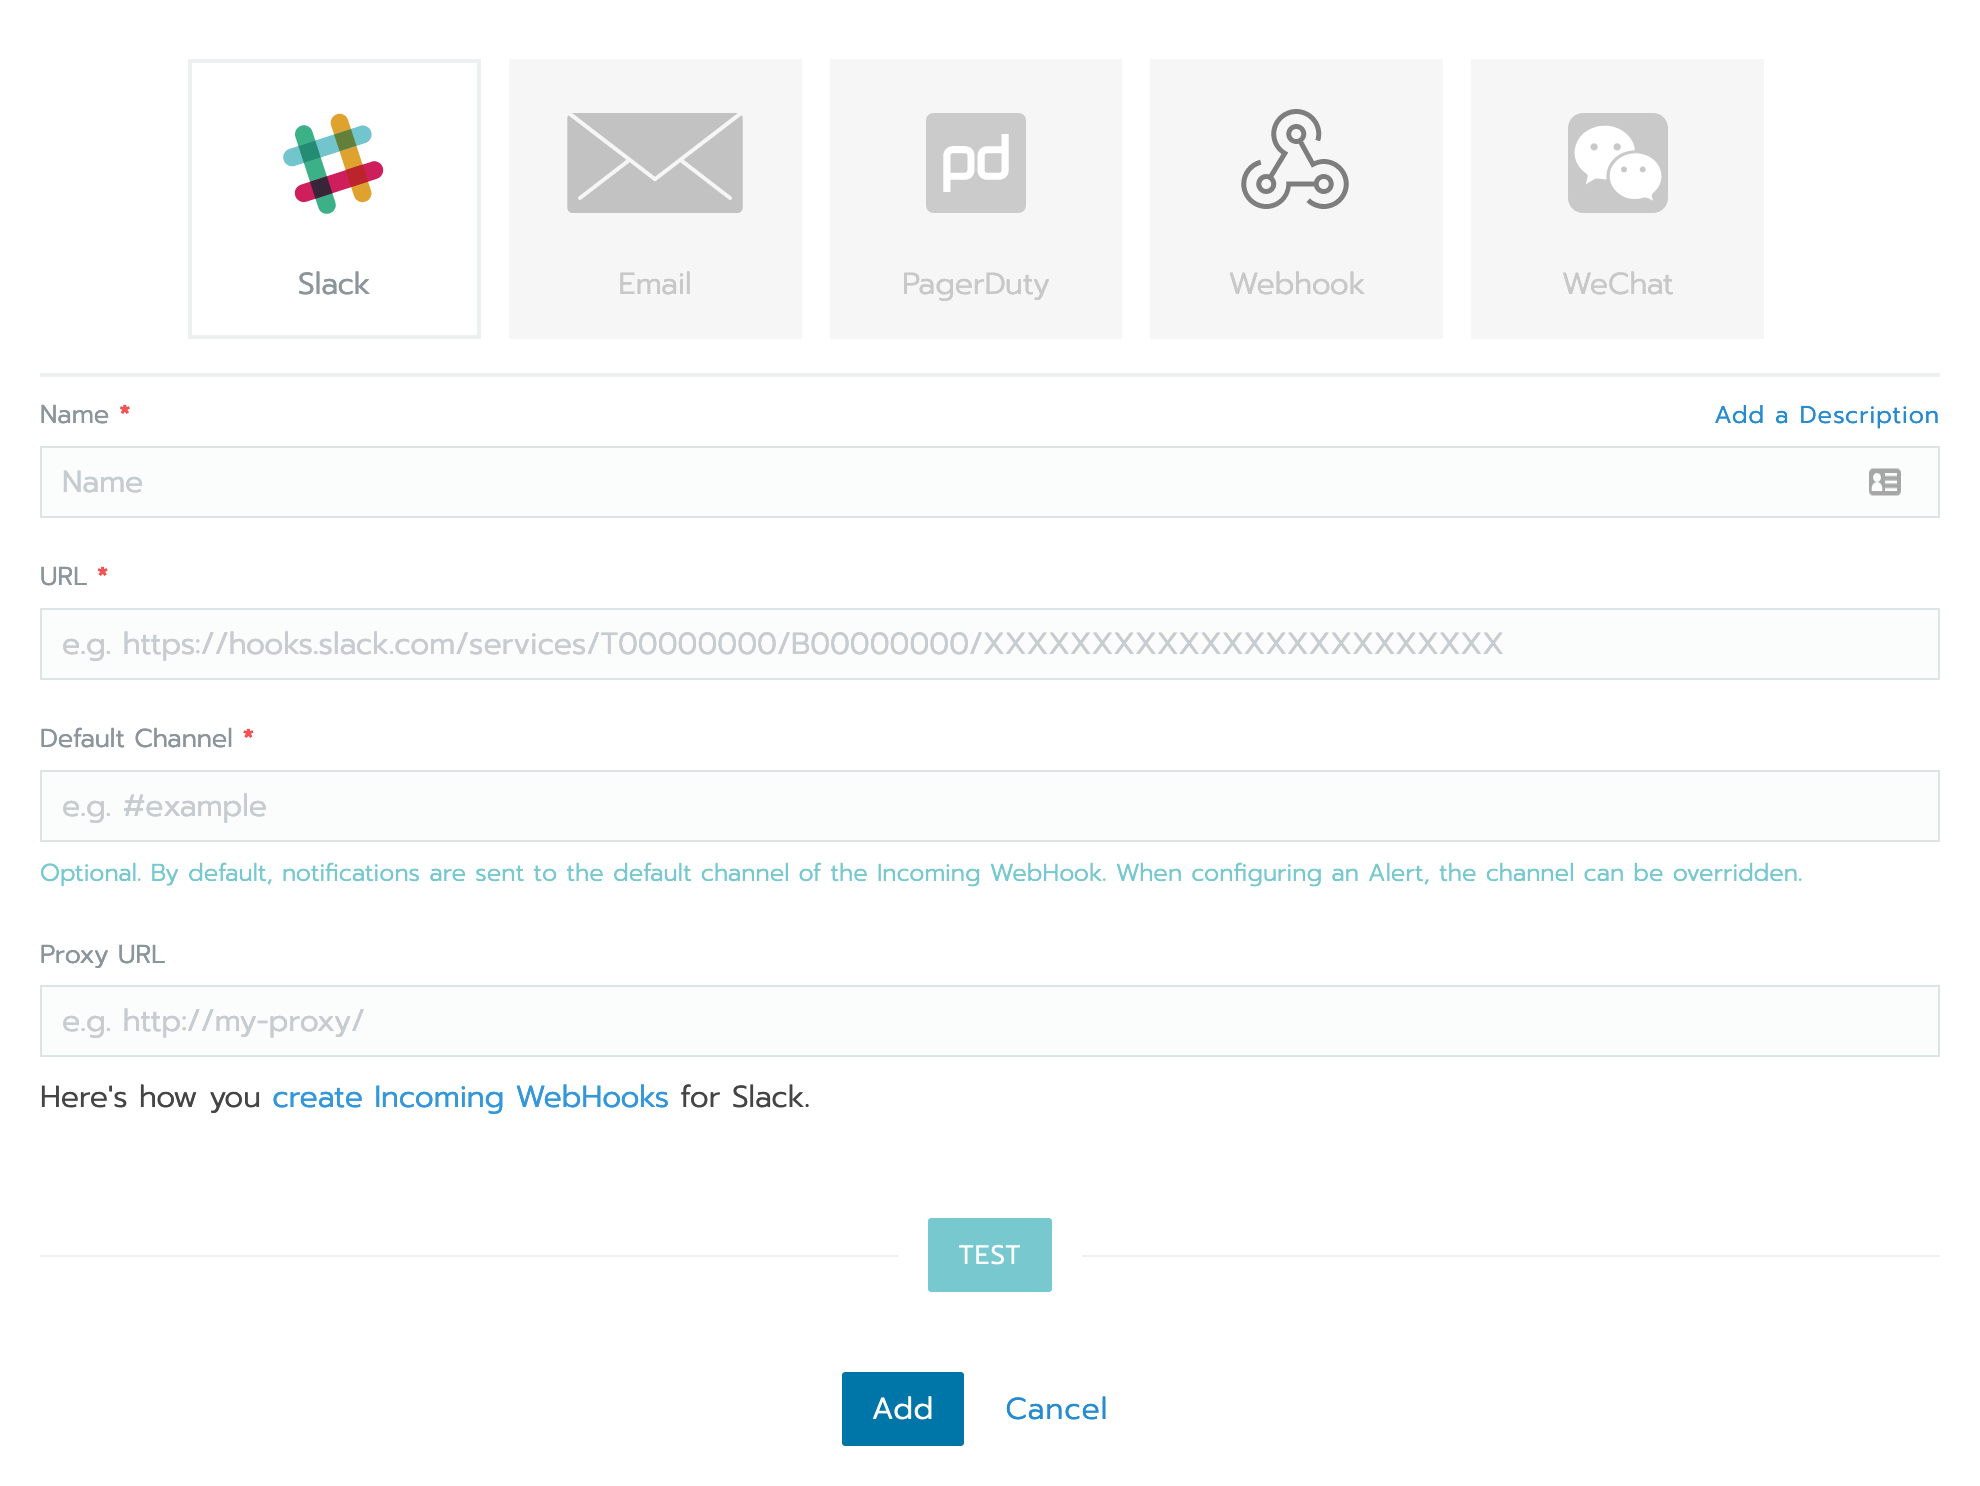 pd
Slack
Email
PagerDuty
Webhook
WeChat
Name *
Add a Description
Name
URL *
e.g. https://hooks.slack.com/services/T00000000/B00000000/XXXXXXXXXXXXXXXXXXXXXXXX
Default Channel *
e.g. #example
Optional. By default, notifications are sent to the default channel of the Incoming WebHook. When configuring an Alert, the channel can be overridden.
Proxy URL
e.g. http://my-proxy/
Here's how you create Incoming WebHooks for Slack.
TEST
Add
Cancel